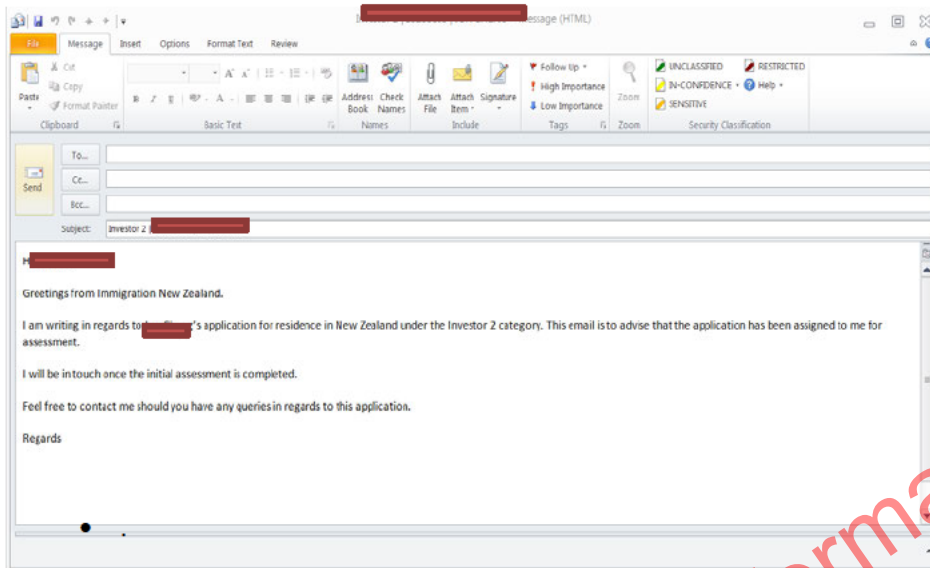 Message (HTML)
File Message Insert Options Format Text Review
Paste Cut Copy Format Painter
Clipboard
B I U A A
Basic Text
Address Book Check Names
Names
Attach File Attach Item Signature
Include
Follow Up
High Importance
Low Importance
Tags
Zoom
Zoom
UNCLASSIFIED RESTRICTED
IN-CONFIDENCE Help
SENSITIVE
Security Classification
Send
To...
Cc...
Bcc...
Subject: Investor 2
H
Greetings from Immigration New Zealand.
I am writing in regards to 's application for residence in New Zealand under the Investor 2 category. This email is to advise that the application has been assigned to me for
assessment.
I will be in touch once the initial assessment is completed.
Feel free to contact me should you have any queries in regards to this application.
Regards